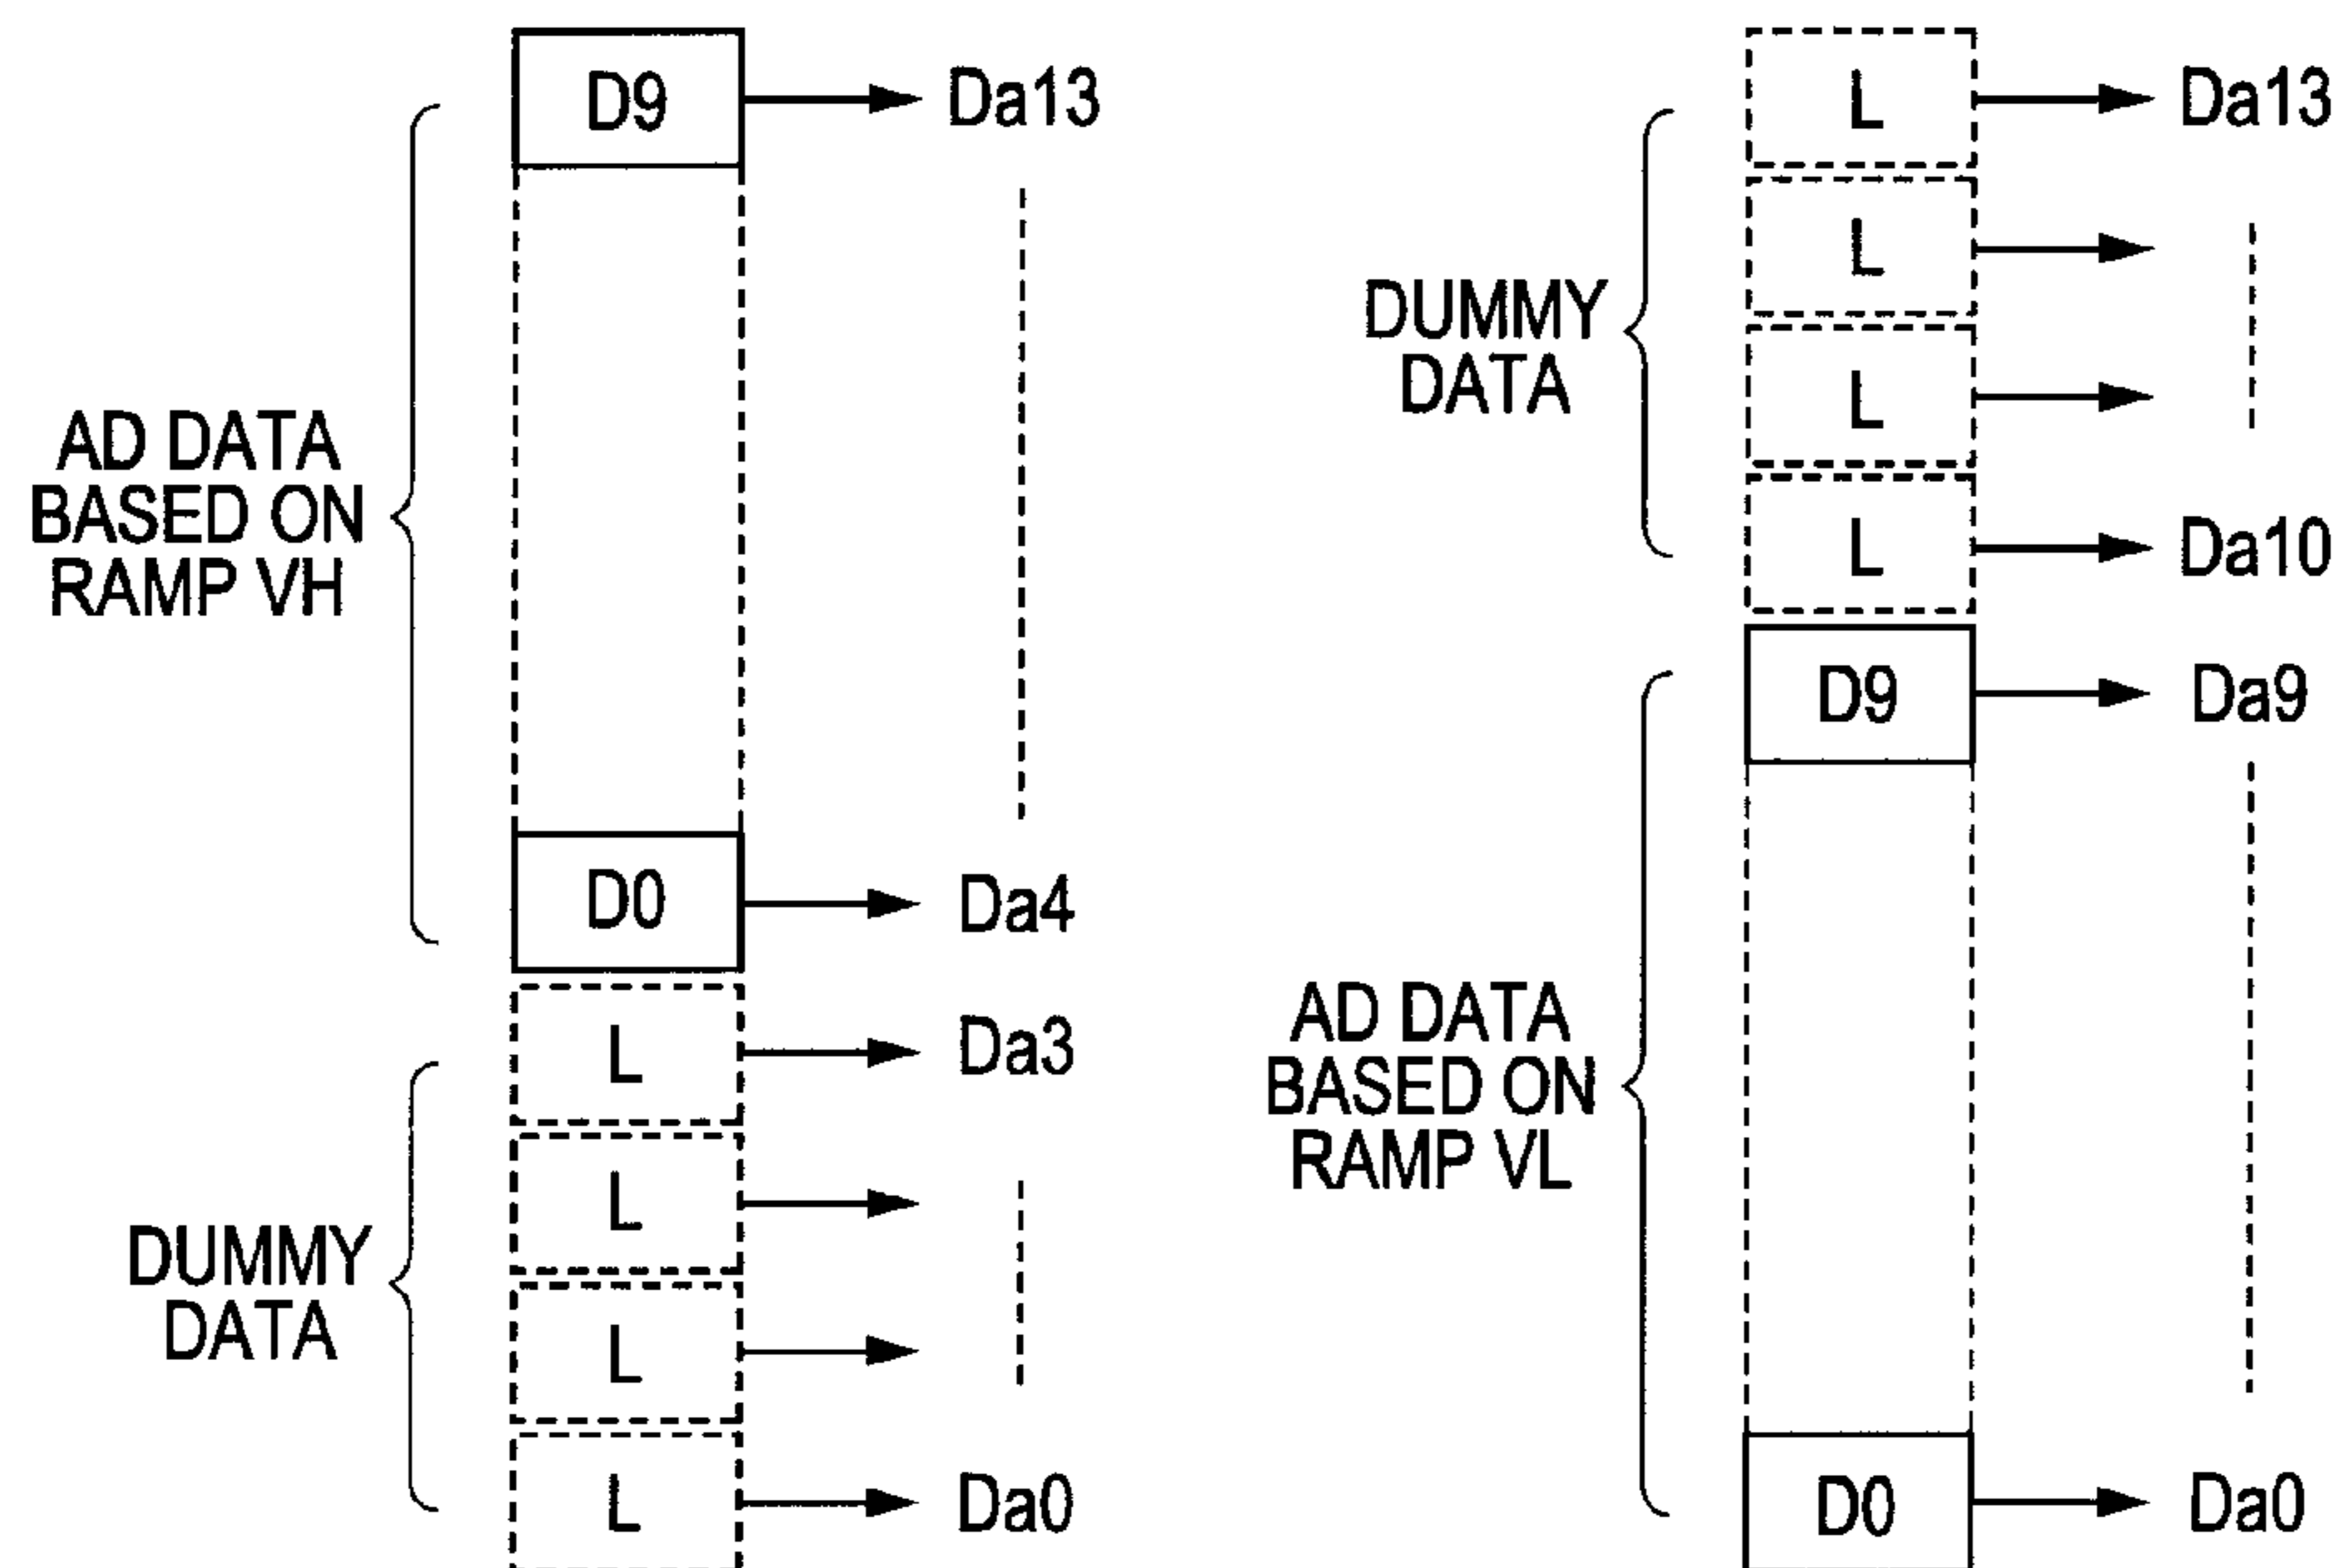 D9
Da13
AD DATA
BASED ON
RAMP VH
D0
Da4
L
Da3
L
L
DUMMY
DATA
L
Da0
L
Da13
L
L
DUMMY
DATA
L
Da10
D9
Da9
AD DATA
BASED ON
RAMP VL
D0
Da0